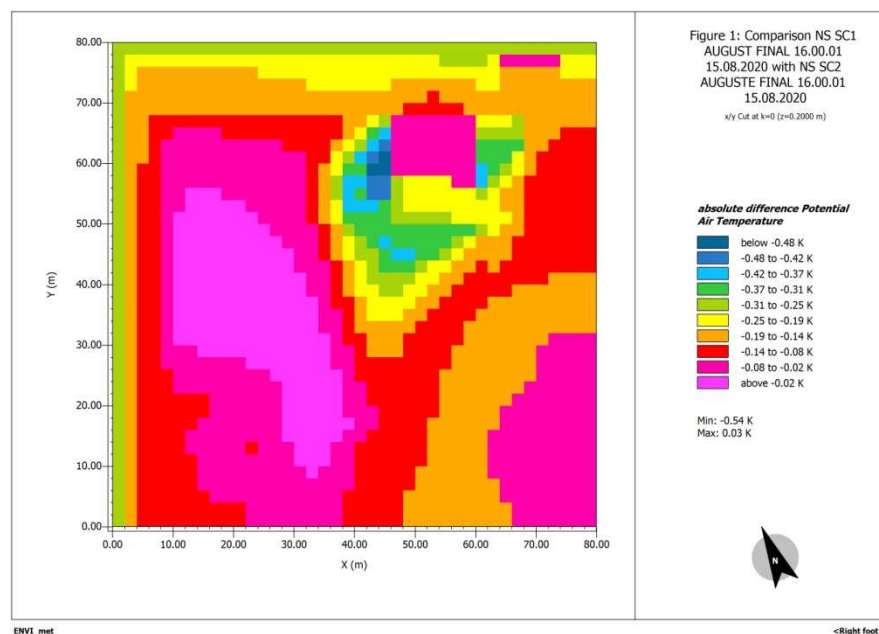 Figure 1: Comparison NS SC1
AUGUST FINAL 16.00.01
15.08.2020 with NS SC2
AUGUSTE FINAL 16.00.01
15.08.2020
x/y Cut at k=0 (z=0.2000 m)
absolute difference Potential
Air Temperature
below -0.48 K
-0.48 to -0.42 K
-0.42 to -0.37 K
-0.37 to -0.31 K
-0.31 to -0.25 K
-0.25 to -0.19 K
-0.19 to -0.14 K
-0.14 to -0.08 K
-0.08 to -0.02 K
above -0.02 K
Min: -0.54 K
Max: 0.03 K
N
80.00
70.00
60.00
50.00
40.00
30.00
20.00
10.00
0.00
Y (m)
0.00 10.00 20.00 30.00 40.00 50.00 60.00 70.00 80.00
X (m)
ENVI_met <Right foot